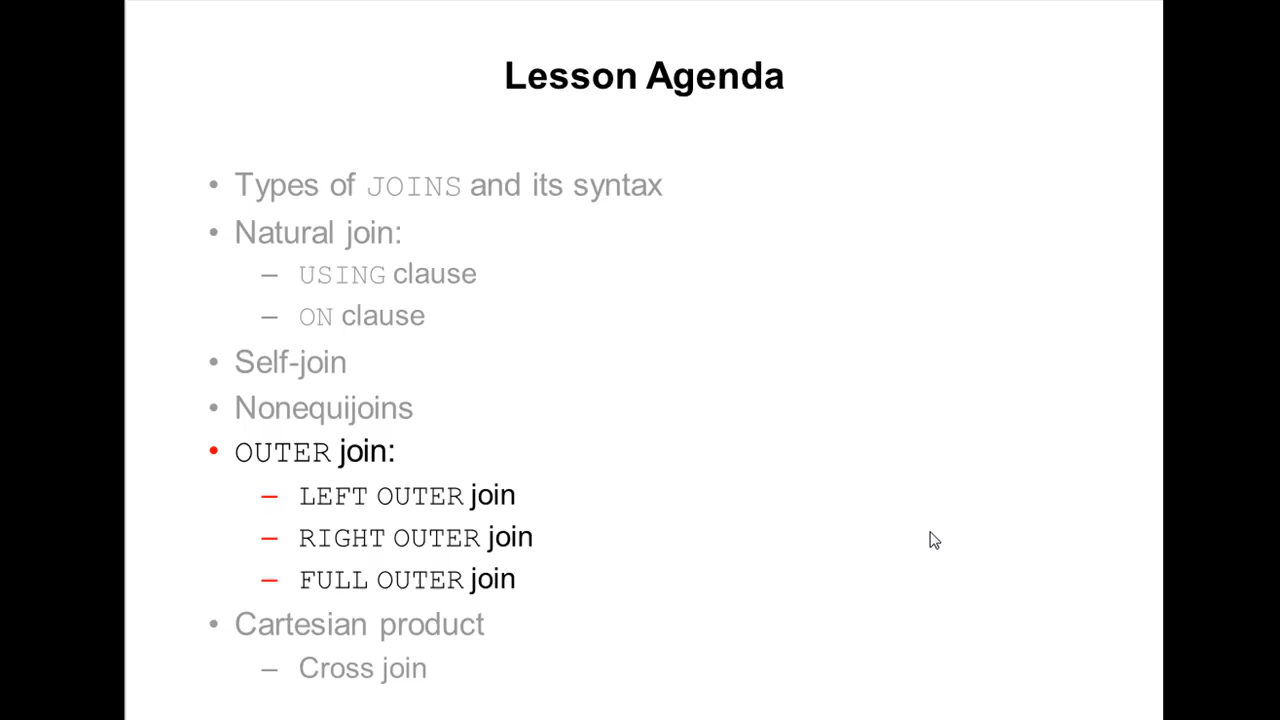 Lesson Agenda
• Types of JOINS and its syntax
• Natural join:
– USING clause
– ON clause
• Self-join
• Nonequijoins
• OUTER join:
– LEFT OUTER join
– RIGHT OUTER join
– FULL OUTER join
• Cartesian product
– Cross join